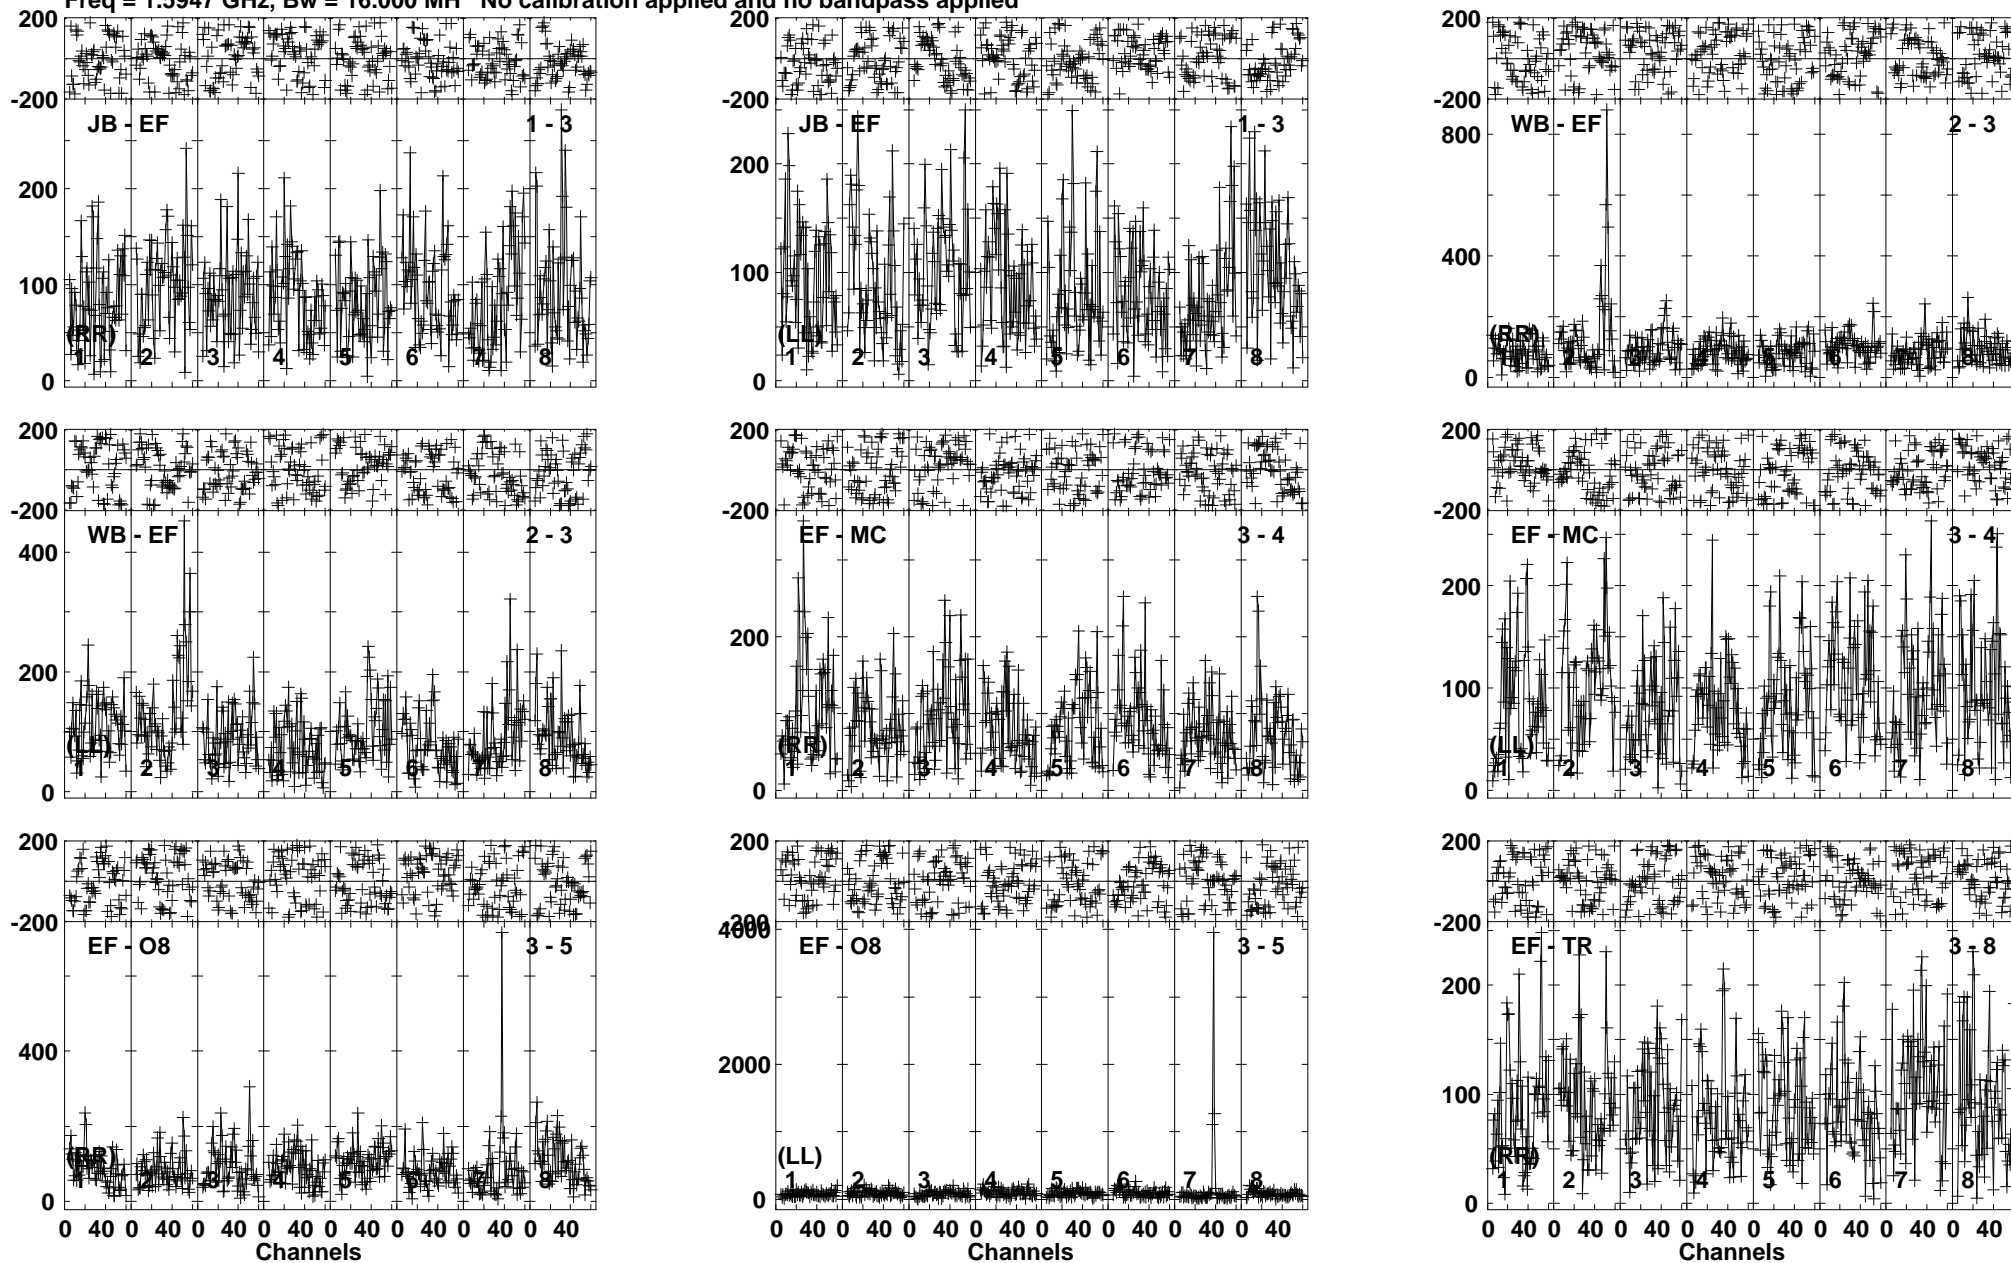 Freq = 1.5947 GHz, Bw = 16.000 MH No calibration applied and no bandpass applied
200 200 200
-200 -200 -200
JB - EF 1 - 3 JB - EF 1 - 3 WB - EF 2 - 3
800
200 200
400
100 100
(RR) (LL) (RR)
1 2 3 4 5 6 7 8 1 2 3 4 5 6 7 8 1 2 3 4 5 6 7 8
0 0 0
200 200 200
-200 -200 -200
WB - EF 2 - 3 EF - MC 3 - 4 EF - MC 3 - 4
400
200 200 200
100
(LL) (RR) (LL)
1 2 3 4 5 6 7 8 1 2 3 4 5 6 7 8 1 2 3 4 5 6 7 8
0 0 0
200 200 200
-200 -200 -200
4000
EF - O8 3 - 5 EF - O8 3 - 5 EF - TR 3 - 8
200
400 2000
100
(RR) (LL) (RR)
1 2 3 4 5 6 7 8 1 2 3 4 5 6 7 8 1 2 3 4 5 6 7 8
0 0 0
0 40 0 40 0 40 0 40 0 40 0 40 0 40 0 40 0 40 0 40 0 40 0 40 0 40 0 40 0 40 0 40 0 40 0 40 0 40 0 40 0 40 0 40 0 40 0 40
Channels Channels Channels